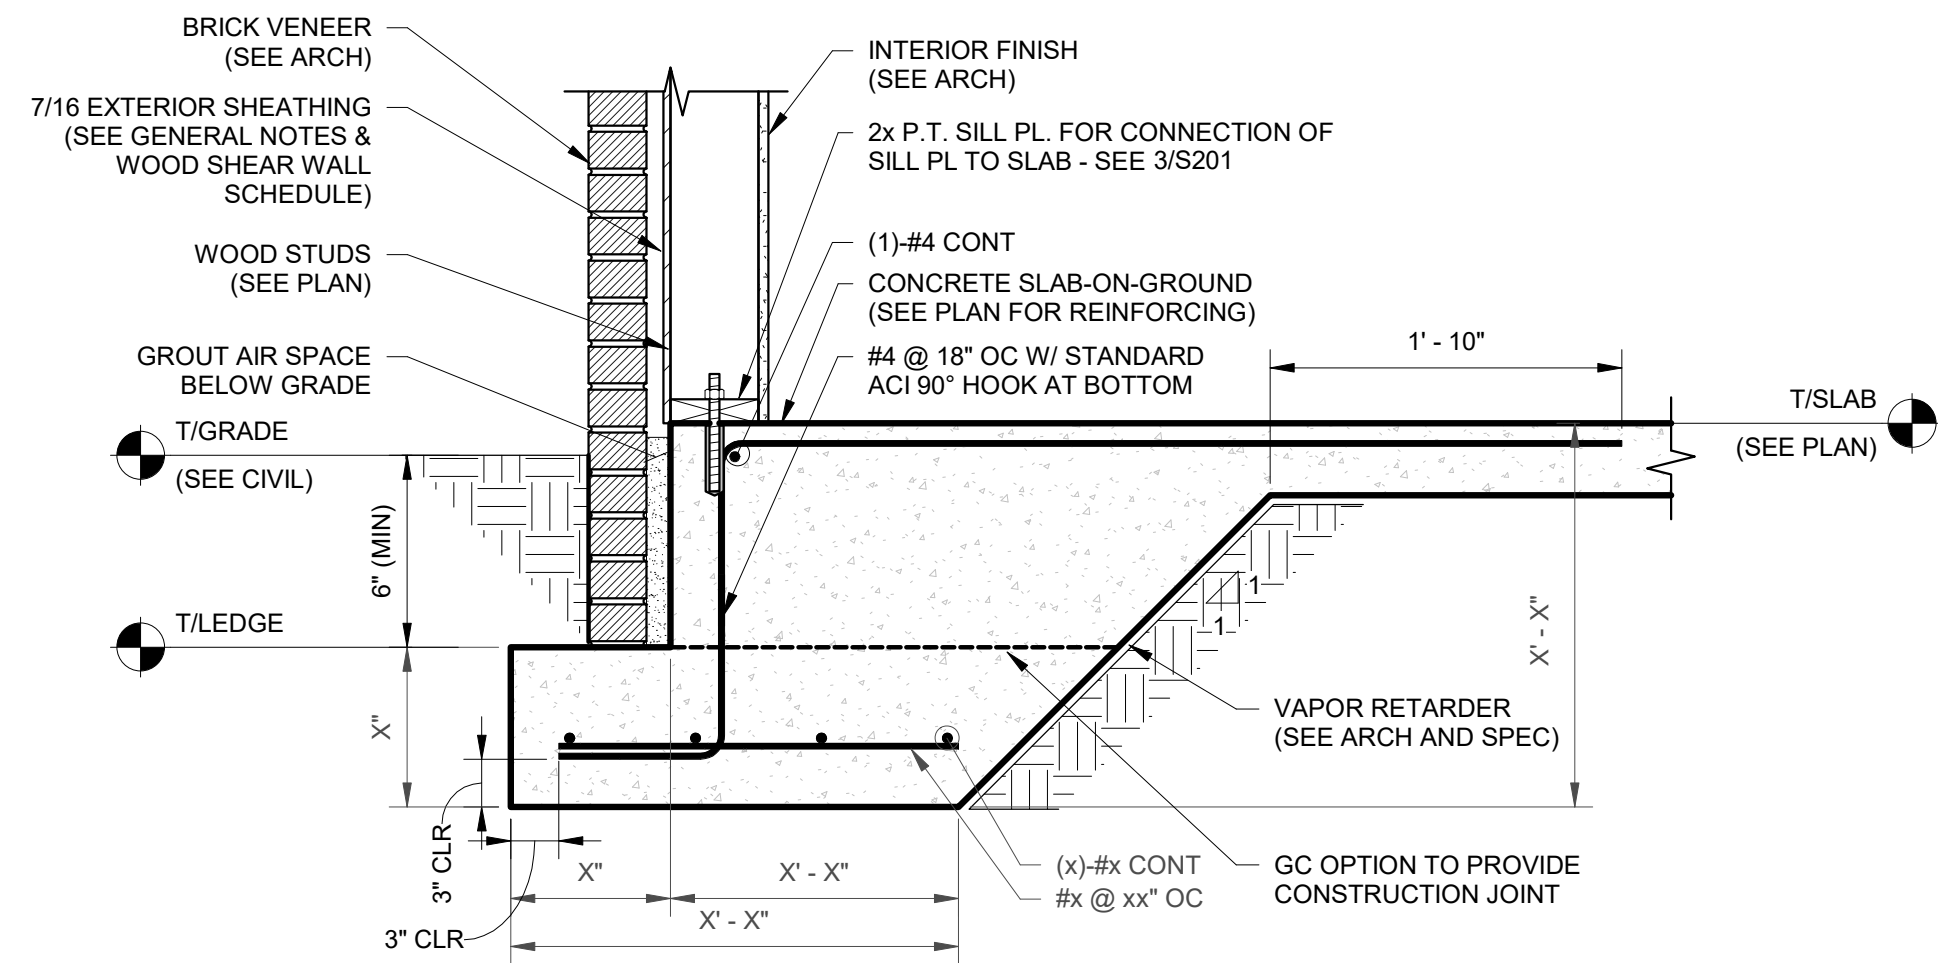 BRICK VENEER
(SEE ARCH)
7/16 EXTERIOR SHEATHING
(SEE GENERAL NOTES &
WOOD SHEAR WALL
SCHEDULE)
WOOD STUDS
(SEE PLAN)
GROUT AIR SPACE
BELOW GRADE
T/GRADE
(SEE CIVIL)
6" (MIN)
T/LEDGE
X"
3" CLR
3" CLR
INTERIOR FINISH
(SEE ARCH)
2x P.T. SILL PL. FOR CONNECTION OF
SILL PL TO SLAB - SEE 3/S201
(1)-#4 CONT
CONCRETE SLAB-ON-GROUND
(SEE PLAN FOR REINFORCING)
#4 @ 18" OC W/ STANDARD
ACI 90° HOOK AT BOTTOM
1' - 10"
T/SLAB
(SEE PLAN)
1
1
X' - X"
VAPOR RETARDER
(SEE ARCH AND SPEC)
GC OPTION TO PROVIDE
CONSTRUCTION JOINT
(x)-#x CONT
#x @ xx" OC
X"
X' - X"
X' - X"